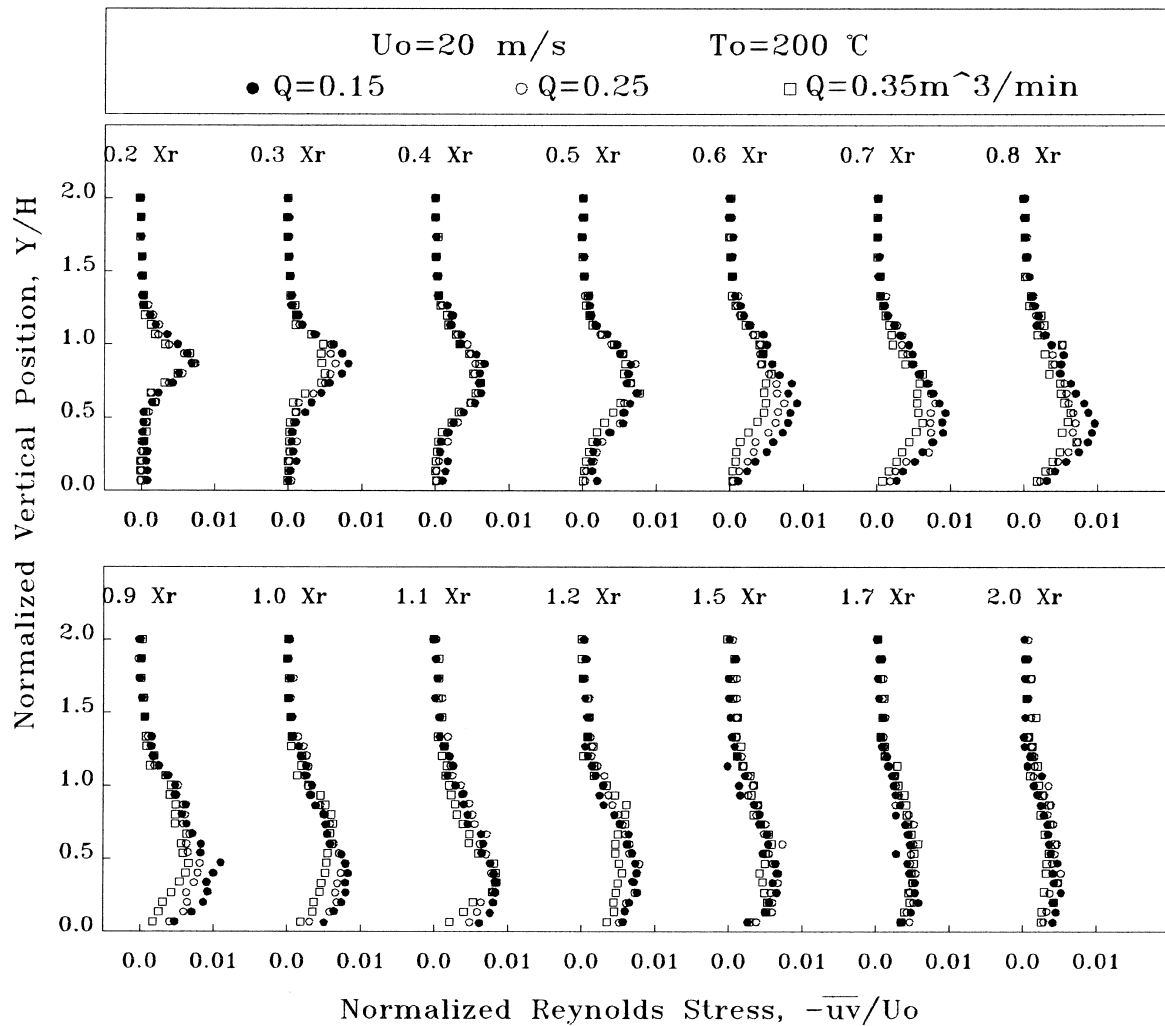 Uo=20 m/s To=200 ℃
● Q=0.15 ○ Q=0.25 □ Q=0.35m^3/min
0.2 Xr 0.3 Xr 0.4 Xr 0.5 Xr 0.6 Xr 0.7 Xr 0.8 Xr
2.0
1.5
1.0
0.5
0.0
0.0 0.01 0.0 0.01 0.0 0.01 0.0 0.01 0.0 0.01 0.0 0.01 0.0 0.01
Normalized Vertical Position, Y/H
0.9 Xr 1.0 Xr 1.1 Xr 1.2 Xr 1.5 Xr 1.7 Xr 2.0 Xr
2.0
1.5
1.0
0.5
0.0
0.0 0.01 0.0 0.01 0.0 0.01 0.0 0.01 0.0 0.01 0.0 0.01 0.0 0.01
Normalized Reynolds Stress, -u̅v̅/Uo